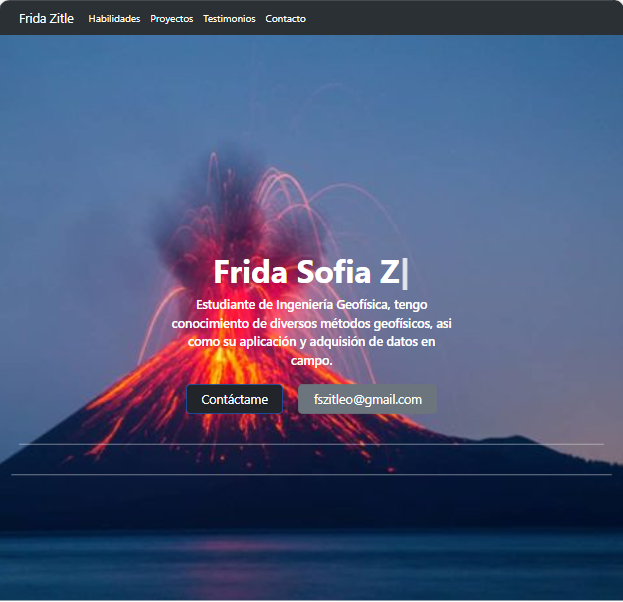 Frida Zitle Habilidades Proyectos Testimonios Contacto
Frida Sofia Z|
Estudiante de Ingeniería Geofísica, tengo
conocimiento de diversos métodos geofísicos, asi
como su aplicación y adquisión de datos en
campo.
Contáctame fszitleo@gmail.com